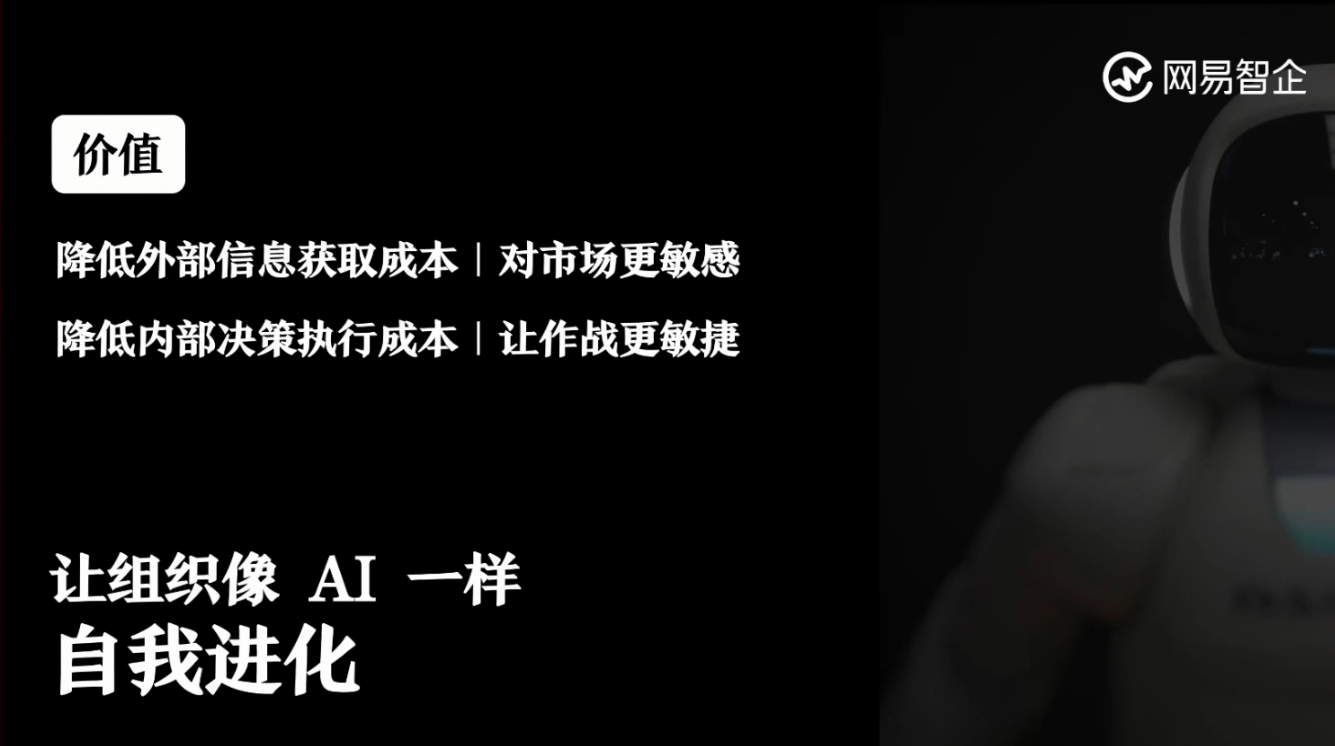 网易智企
价值
降低外部信息获取成本｜对市场更敏感
降低内部决策执行成本｜让作战更敏捷
让组织像 AI 一样
自我进化